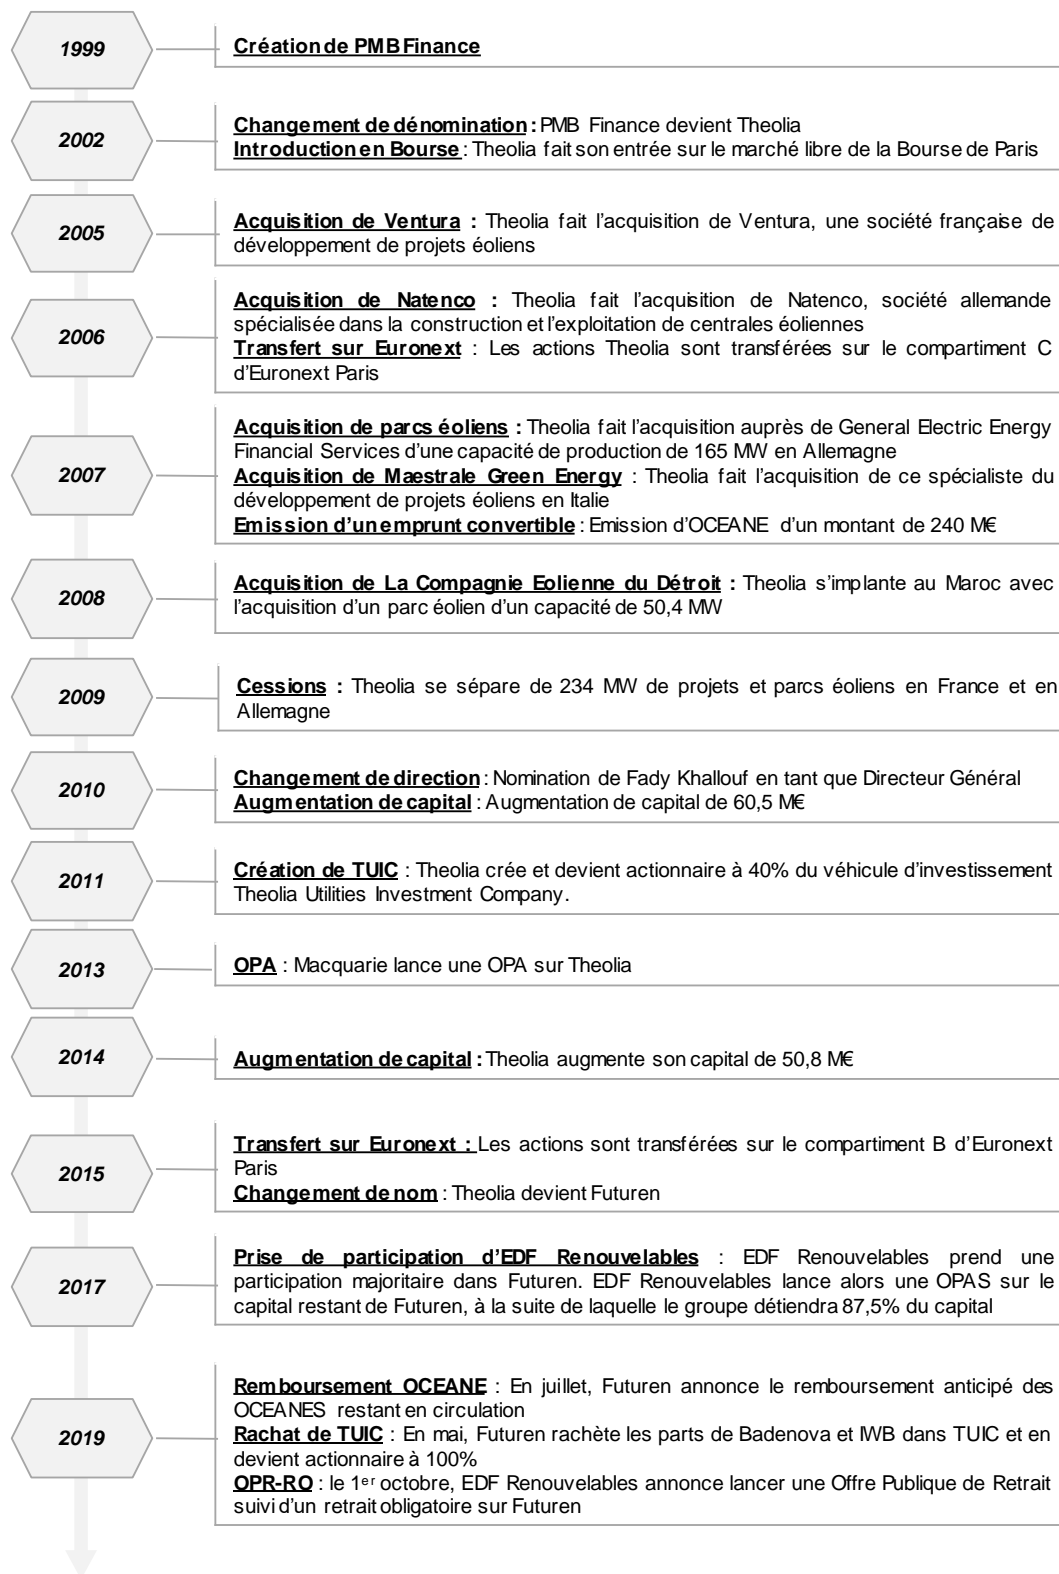 1999
Création de PMB Finance
2002
Changement de dénomination : PMB Finance devient Theolia
Introduction en Bourse : Theolia fait son entrée sur le marché libre de la Bourse de Paris
2005
Acquisition de Ventura : Theolia fait l’acquisition de Ventura, une société française de
développement de projets éoliens
2006
Acquisition de Natenco : Theolia fait l’acquisition de Natenco, société allemande
spécialisée dans la construction et l’exploitation de centrales éoliennes
Transfert sur Euronext : Les actions Theolia sont transférées sur le compartiment C
d’Euronext Paris
2007
Acquisition de parcs éoliens : Theolia fait l’acquisition auprès de General Electric Energy
Financial Services d’une capacité de production de 165 MW en Allemagne
Acquisition de Maestrale Green Energy : Theolia fait l’acquisition de ce spécialiste du
développement de projets éoliens en Italie
Emission d’un emprunt convertible : Emission d’OCEANE d’un montant de 240 M€
2008
Acquisition de La Compagnie Eolienne du Détroit : Theolia s’implante au Maroc avec
l’acquisition d’un parc éolien d’un capacité de 50,4 MW
2009
Cessions : Theolia se sépare de 234 MW de projets et parcs éoliens en France et en
Allemagne
2010
Changement de direction : Nomination de Fady Khallouf en tant que Directeur Général
Augmentation de capital : Augmentation de capital de 60,5 M€
2011
Création de TUIC : Theolia crée et devient actionnaire à 40% du véhicule d’investissement
Theolia Utilities Investment Company.
2013
OPA : Macquarie lance une OPA sur Theolia
2014
Augmentation de capital : Theolia augmente son capital de 50,8 M€
2015
Transfert sur Euronext : Les actions sont transférées sur le compartiment B d’Euronext
Paris
Changement de nom : Theolia devient Futuren
2017
Prise de participation d’EDF Renouvelables : EDF Renouvelables prend une
participation majoritaire dans Futuren. EDF Renouvelables lance alors une OPAS sur le
capital restant de Futuren, à la suite de laquelle le groupe détiendra 87,5% du capital
2019
Remboursement OCEANE : En juillet, Futuren annonce le remboursement anticipé des
OCEANES restant en circulation
Rachat de TUIC : En mai, Futuren rachète les parts de Badenova et IWB dans TUIC et en
devient actionnaire à 100%
OPR-RO : le 1er octobre, EDF Renouvelables annonce lancer une Offre Publique de Retrait
suivi d’un retrait obligatoire sur Futuren